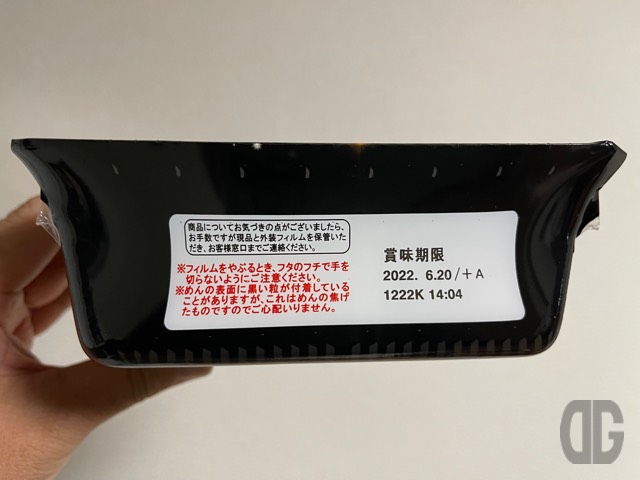 商品についてお気づきの点がございましたら、
お手数ですが現品と外装フィルムを保管いた
だき、お客様窓口までご連絡ください。
※フィルムをやぶるとき、フタのフチで手を
切らないようにご注意ください。
※めんの表面に黒い粒が付着している
ことがありますが、これはめんの焦げ
たものですのでご心配いりません。
賞味期限
2022. 6.20/+A
1222K 14:04
DG